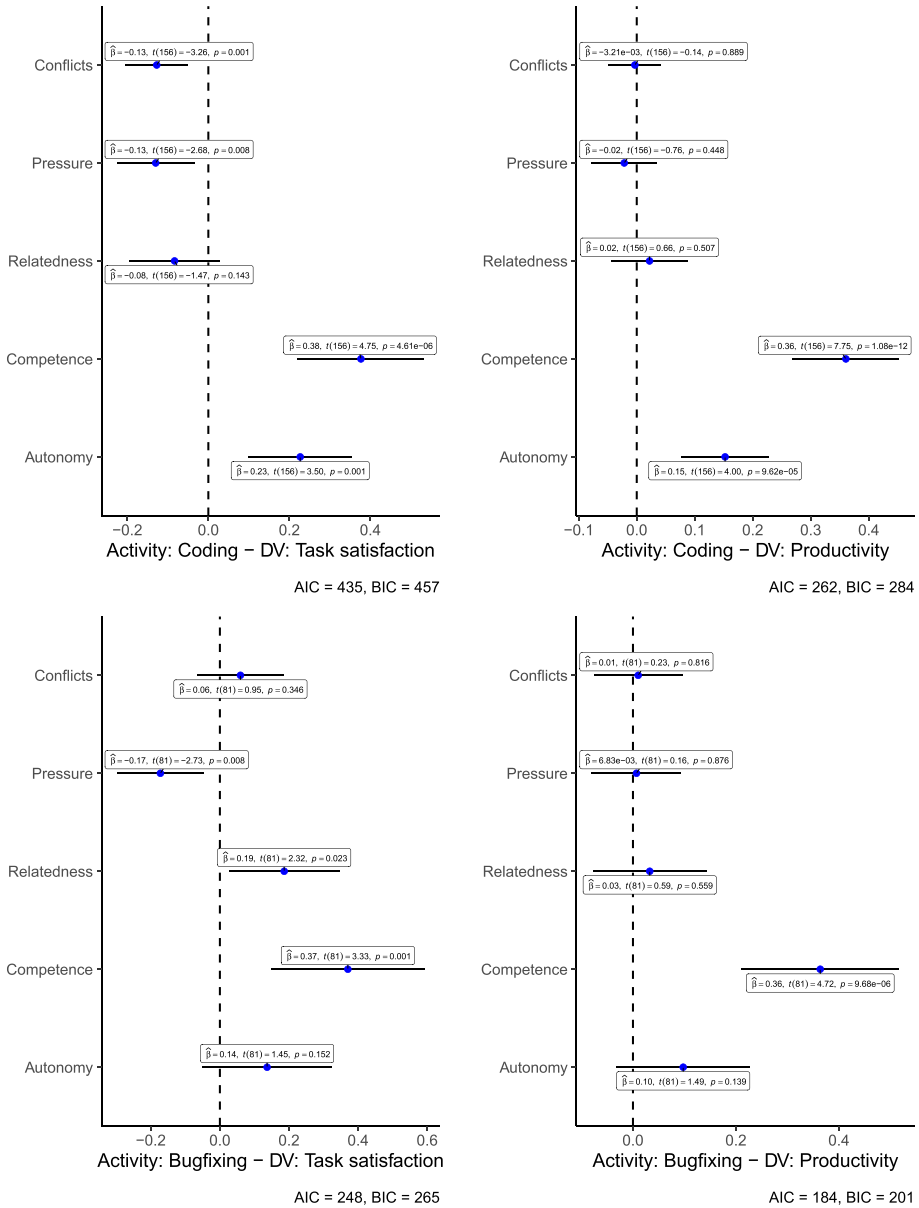 Conflicts
β̂ = −0.13, t(156) = −3.26, p = 0.001
Pressure
β̂ = −0.13, t(156) = −2.68, p = 0.008
Relatedness
β̂ = −0.08, t(156) = −1.47, p = 0.143
Competence
β̂ = 0.38, t(156) = 4.75, p = 4.61e−06
Autonomy
β̂ = 0.23, t(156) = 3.50, p = 0.001
−0.2 0.0 0.2 0.4
Activity: Coding − DV: Task satisfaction
AIC = 435, BIC = 457
Conflicts
β̂ = −3.21e−03, t(156) = −0.14, p = 0.889
Pressure
β̂ = −0.02, t(156) = −0.76, p = 0.448
Relatedness
β̂ = 0.02, t(156) = 0.66, p = 0.507
Competence
β̂ = 0.36, t(156) = 7.75, p = 1.08e−12
Autonomy
β̂ = 0.15, t(156) = 4.00, p = 9.62e−05
−0.1 0.0 0.1 0.2 0.3 0.4
Activity: Coding − DV: Productivity
AIC = 262, BIC = 284
Conflicts
β̂ = 0.06, t(81) = 0.95, p = 0.346
Pressure
β̂ = −0.17, t(81) = −2.73, p = 0.008
Relatedness
β̂ = 0.19, t(81) = 2.32, p = 0.023
Competence
β̂ = 0.37, t(81) = 3.33, p = 0.001
Autonomy
β̂ = 0.14, t(81) = 1.45, p = 0.152
−0.2 0.0 0.2 0.4 0.6
Activity: Bugfixing − DV: Task satisfaction
AIC = 248, BIC = 265
Conflicts
β̂ = 0.01, t(81) = 0.23, p = 0.816
Pressure
β̂ = 6.83e−03, t(81) = 0.16, p = 0.876
Relatedness
β̂ = 0.03, t(81) = 0.59, p = 0.559
Competence
β̂ = 0.36, t(81) = 4.72, p = 9.68e−06
Autonomy
β̂ = 0.10, t(81) = 1.49, p = 0.139
0.0 0.2 0.4
Activity: Bugfixing − DV: Productivity
AIC = 184, BIC = 201